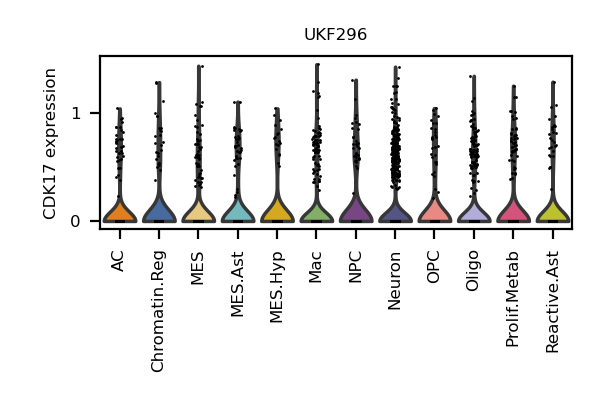 UKF296
CDK17 expression
1
0
AC
Chromatin.Reg
MES
MES.Ast
MES.Hyp
Mac
NPC
Neuron
OPC
Oligo
Prolif.Metab
Reactive.Ast